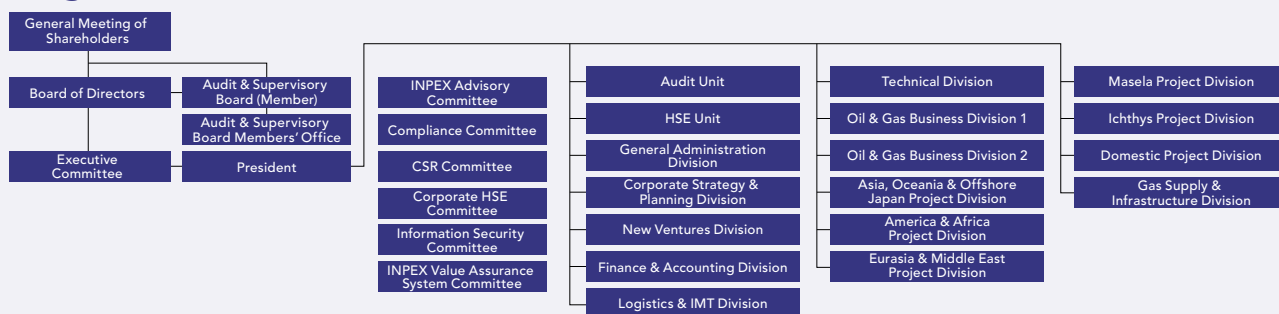 General Meeting of
Shareholders
Board of Directors
Audit & Supervisory
Board (Member)
Audit & Supervisory
Board Members' Office
Executive
Committee
President
INPEX Advisory
Committee
Compliance Committee
CSR Committee
Corporate HSE
Committee
Information Security
Committee
INPEX Value Assurance
System Committee
Audit Unit
HSE Unit
General Administration
Division
Corporate Strategy &
Planning Division
New Ventures Division
Finance & Accounting Division
Logistics & IMT Division
Technical Division
Oil & Gas Business Division 1
Oil & Gas Business Division 2
Asia, Oceania & Offshore
Japan Project Division
America & Africa
Project Division
Eurasia & Middle East
Project Division
Masela Project Division
Ichthys Project Division
Domestic Project Division
Gas Supply &
Infrastructure Division